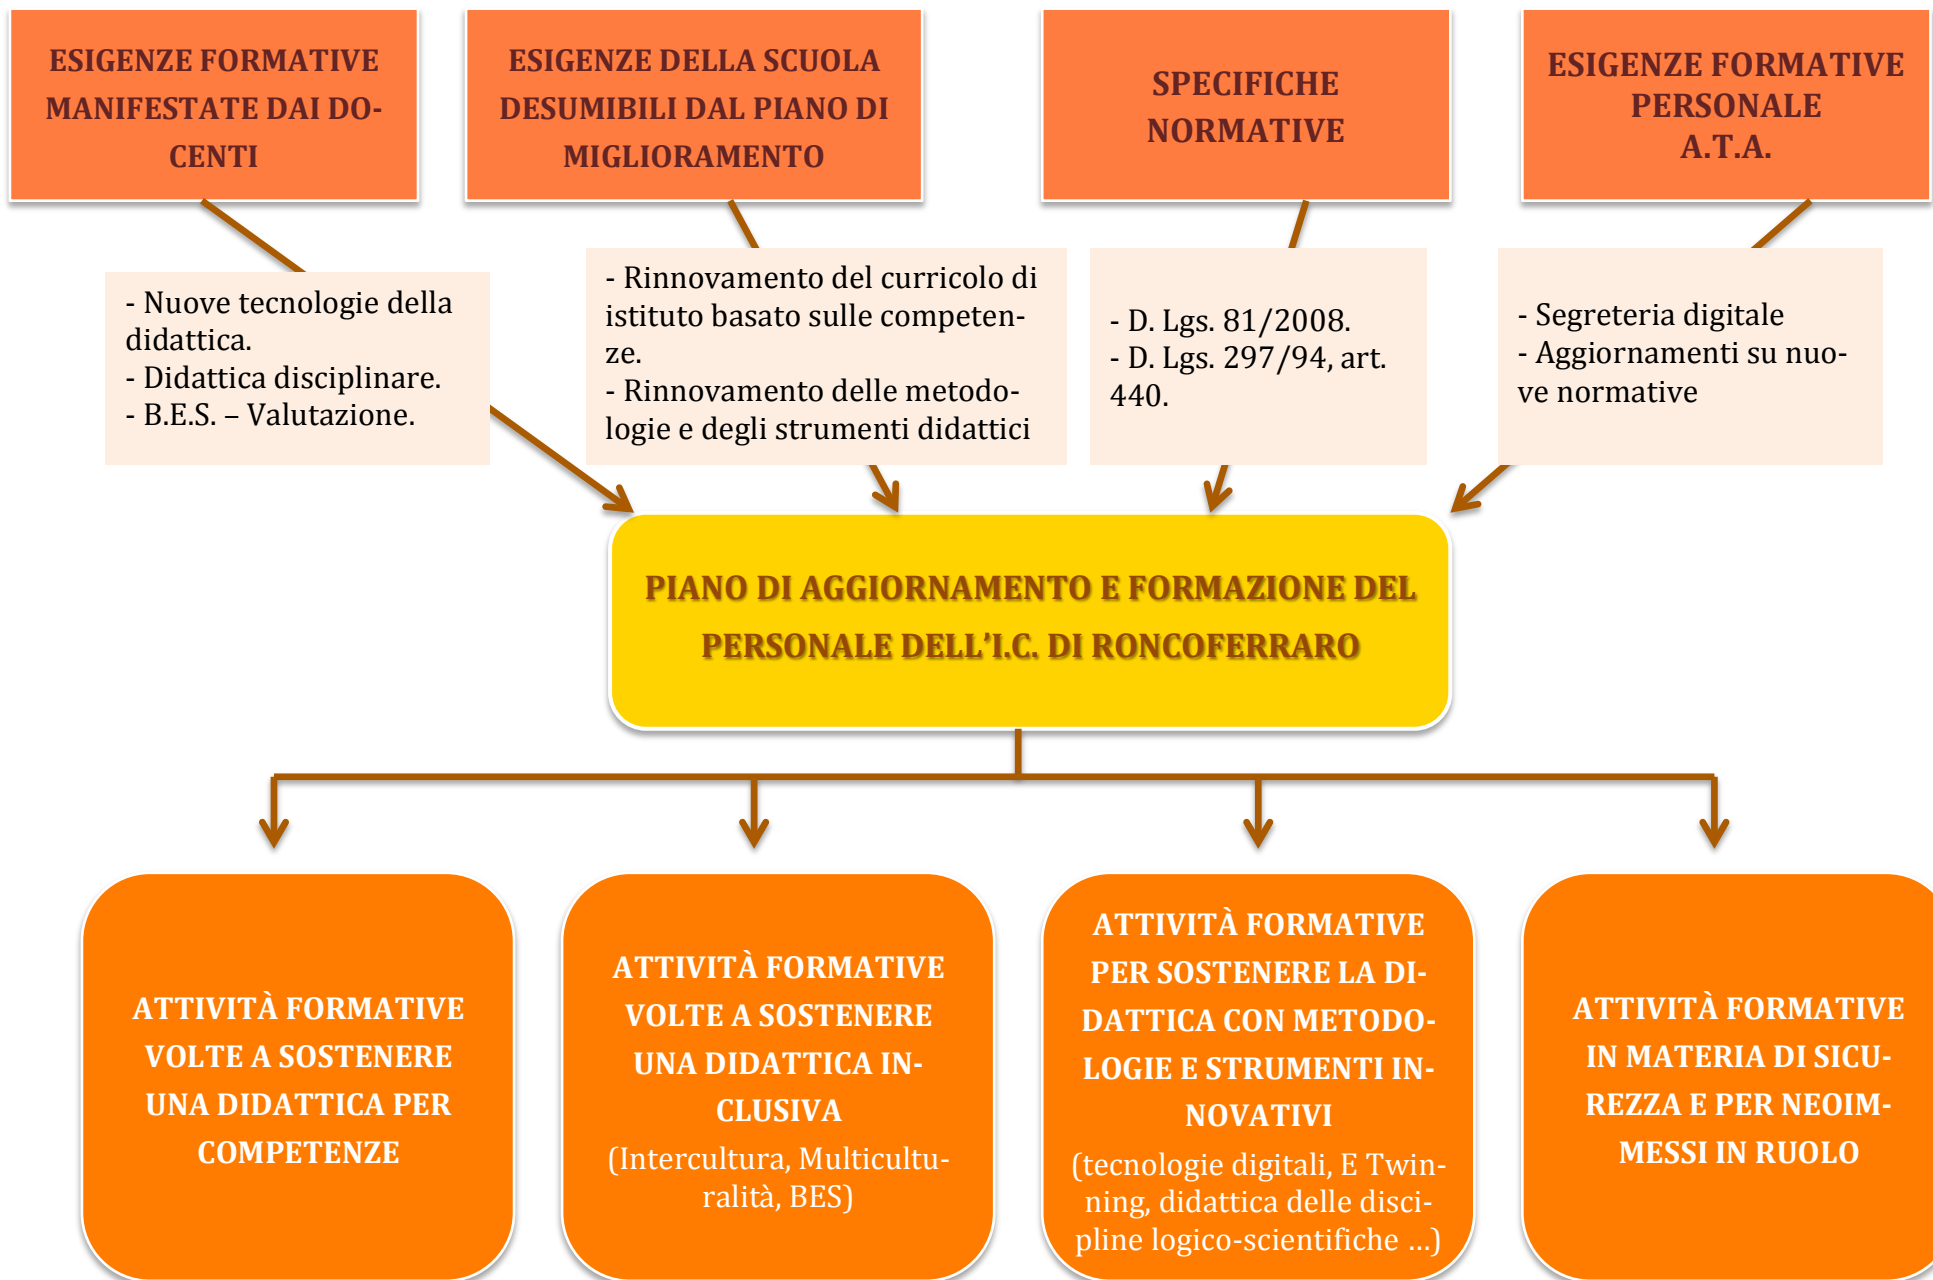 ESIGENZE FORMATIVE
MANIFESTATE DAI DO-
CENTI
ESIGENZE DELLA SCUOLA
DESUMIBILI DAL PIANO DI
MIGLIORAMENTO
SPECIFICHE
NORMATIVE
ESIGENZE FORMATIVE
PERSONALE
A.T.A.
- Nuove tecnologie della
didattica.
- Didattica disciplinare.
- B.E.S. – Valutazione.
- Rinnovamento del curricolo di
istituto basato sulle competen-
ze.
- Rinnovamento delle metodo-
logie e degli strumenti didattici
- D. Lgs. 81/2008.
- D. Lgs. 297/94, art.
440.
- Segreteria digitale
- Aggiornamenti su nuo-
ve normative
PIANO DI AGGIORNAMENTO E FORMAZIONE DEL
PERSONALE DELL’I.C. DI RONCOFERRARO
ATTIVITÀ FORMATIVE
VOLTE A SOSTENERE
UNA DIDATTICA PER
COMPETENZE
ATTIVITÀ FORMATIVE
VOLTE A SOSTENERE
UNA DIDATTICA IN-
CLUSIVA
(Intercultura, Multicultu-
ralità, BES)
ATTIVITÀ FORMATIVE
PER SOSTENERE LA DI-
DATTICA CON METODO-
LOGIE E STRUMENTI IN-
NOVATIVI
(tecnologie digitali, E Twin-
ning, didattica delle disci-
pline logico-scientifiche …)
ATTIVITÀ FORMATIVE
IN MATERIA DI SICU-
REZZA E PER NEOIM-
MESSI IN RUOLO